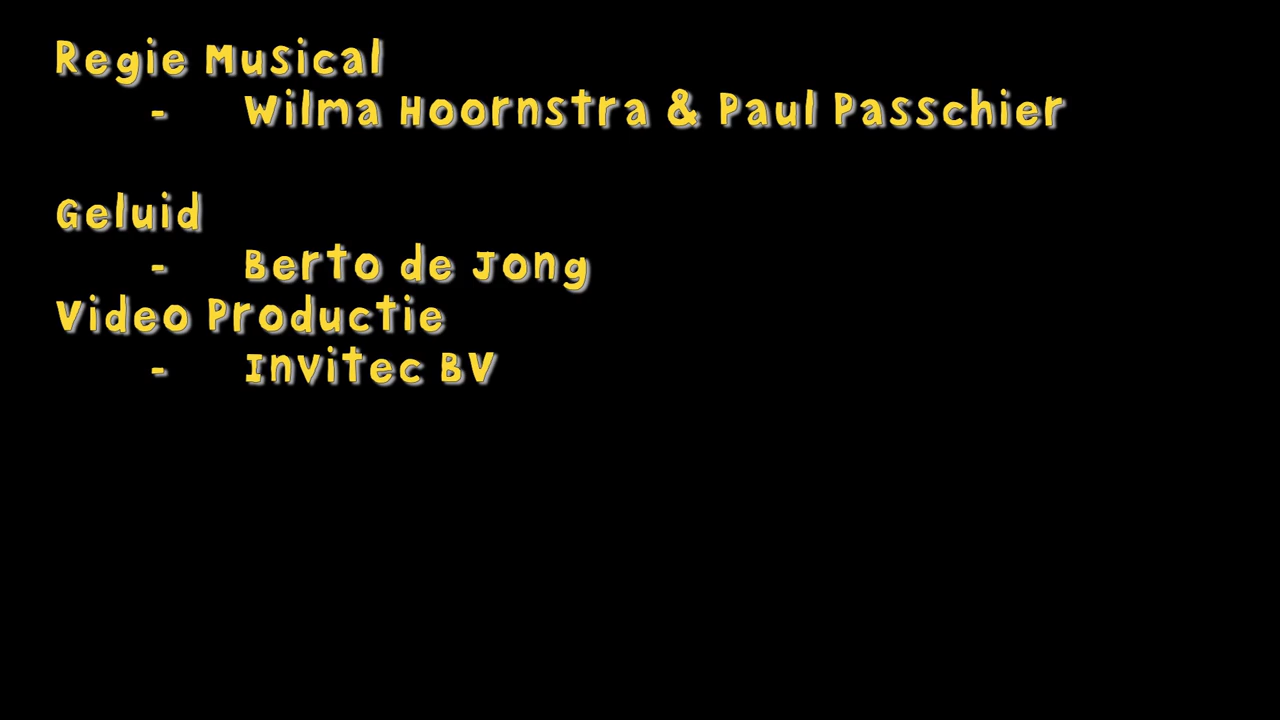 Regie Musical
- Wilma Hoornstra & Paul Passchier
Geluid
- Berto de Jong
Video Productie
- Invitec BV